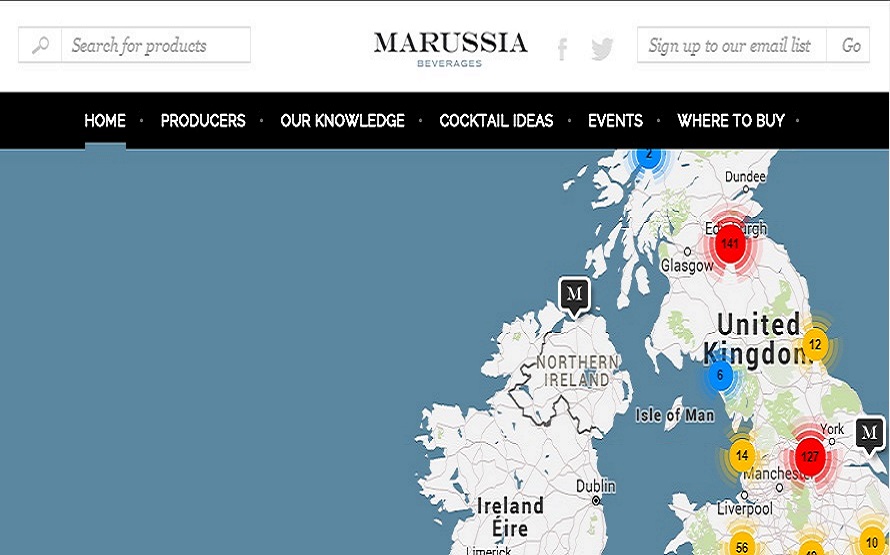 Search for products
MARUSSIA
BEVERAGES
Sign up to our email list
Go
HOME
PRODUCERS
OUR KNOWLEDGE
COCKTAIL IDEAS
EVENTS
WHERE TO BUY
2
Dundee
Edinburgh
141
Glasgow
M
United
Kingdom
12
NORTHERN
IRELAND
6
Isle of Man
York
M
14
127
Manchester
Dublin
Liverpool
Ireland
Éire
Limerick
56
10